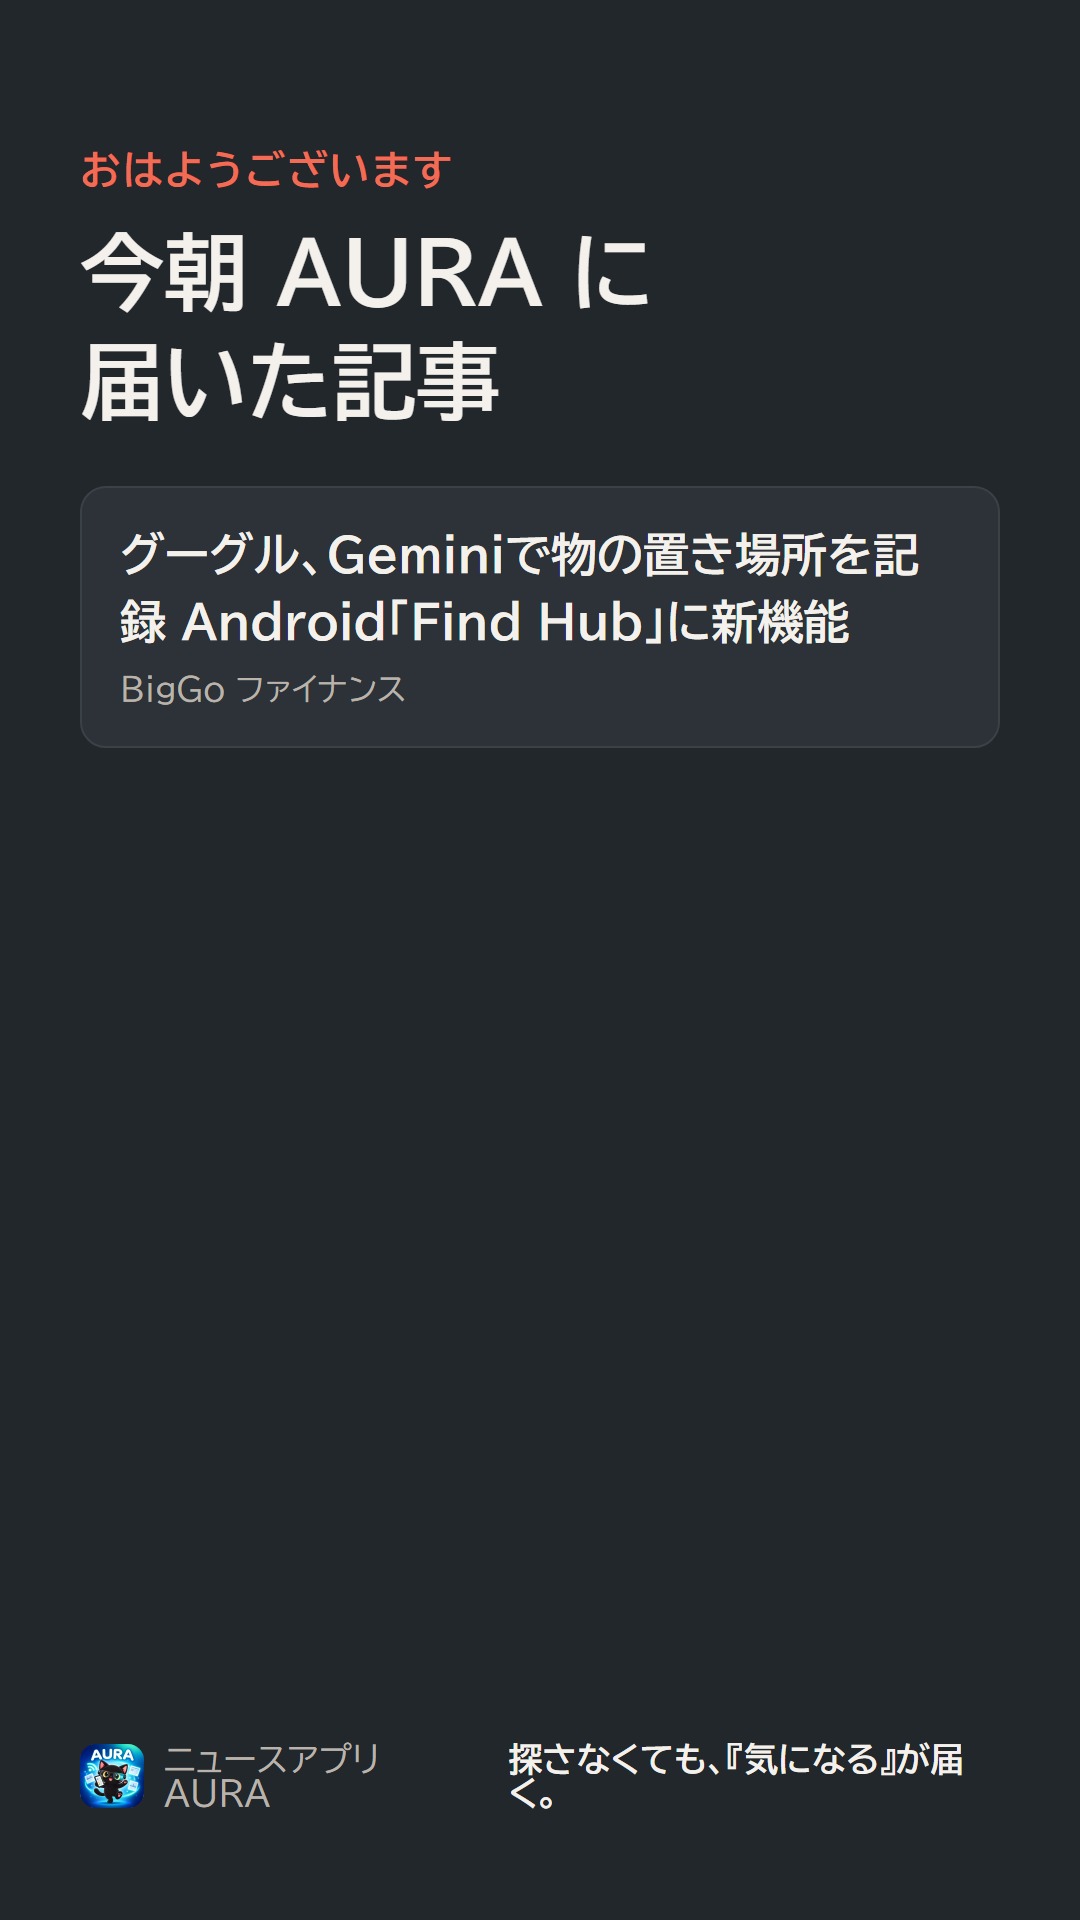 おはようございます
今朝 AURA に
届いた記事
グーグル、Geminiで物の置き場所を記
録 Android「Find Hub」に新機能
BigGo ファイナンス
AURA
ニュースアプリ
AURA
探さなくても、『気になる』が届
く。